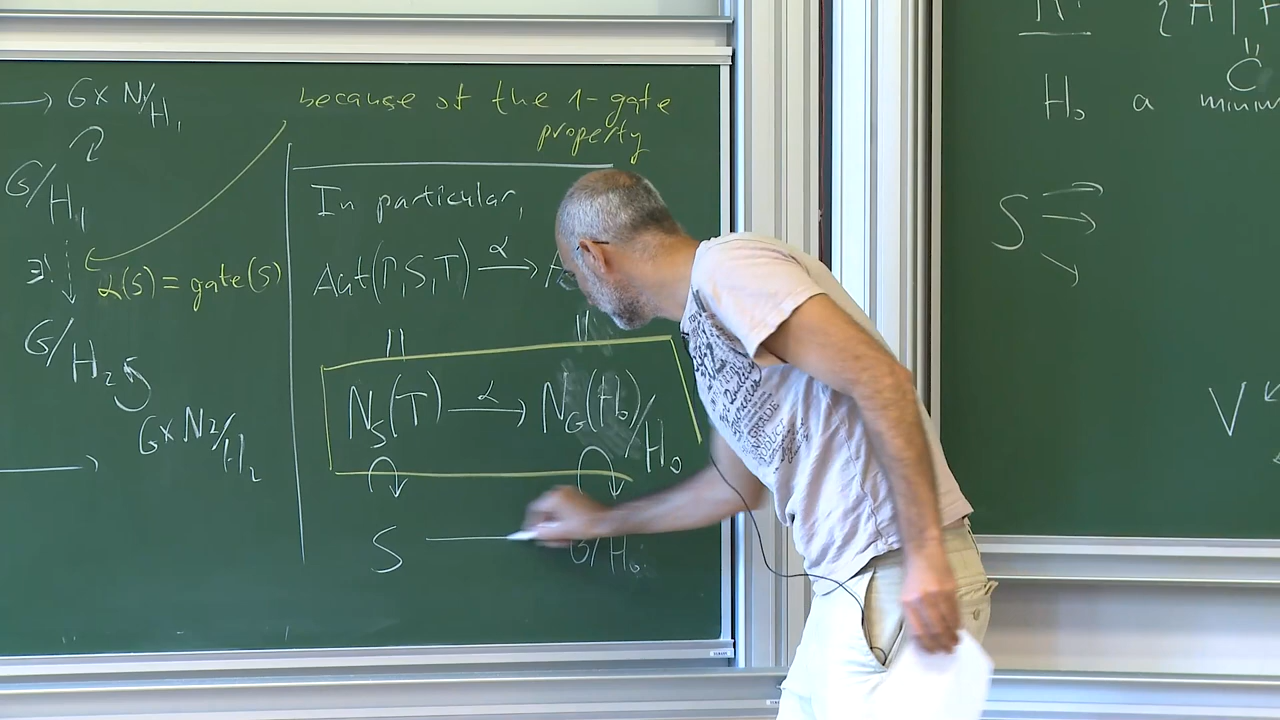 → G × N/H₁
G/H₁
∃!
α(S) = gate(S)
G/H₂
G × N₂/H₂
because of the 1-gate
property
In particular,
Aut(Γ,S,T) —α→
N_S(T) —α→ N_G(H₀)/H₀
S — G/H₀
H₀ a
S
V